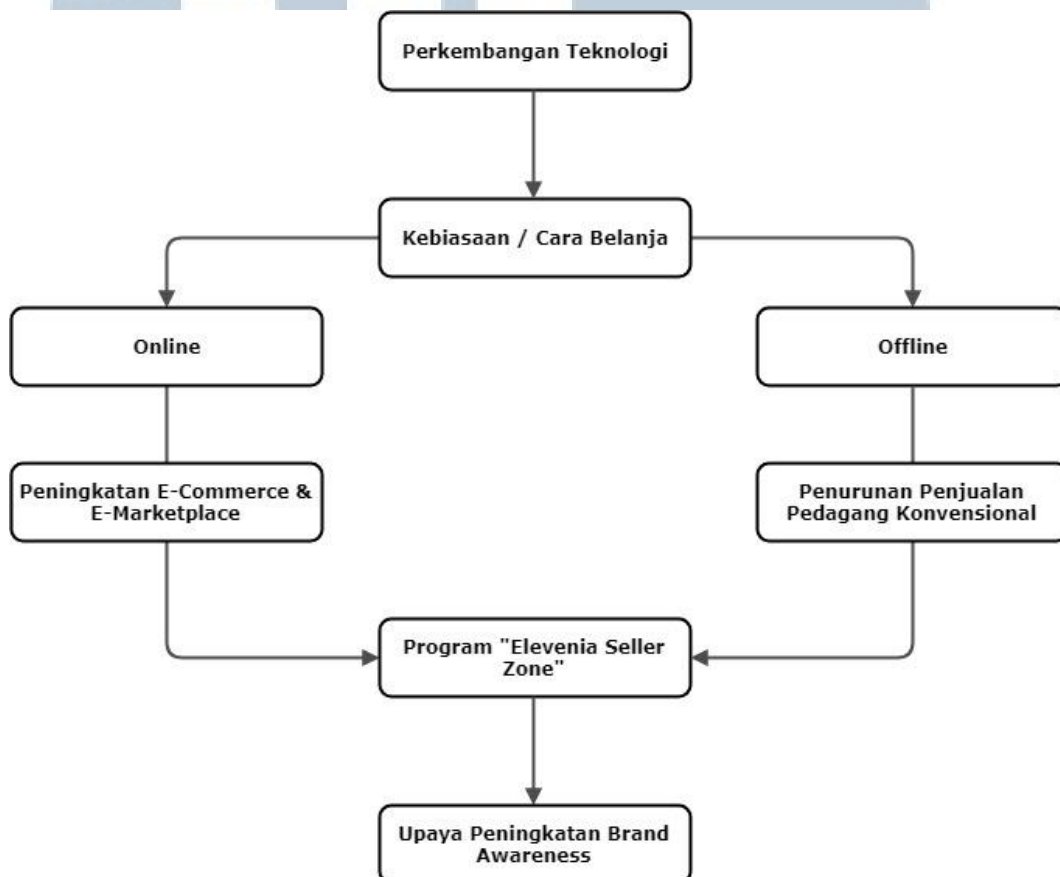 Perkembangan Teknologi
Kebiasaan / Cara Belanja
Online
Offline
Peningkatan E-Commerce &
E-Marketplace
Penurunan Penjualan
Pedagang Konvensional
Program "Elevenia Seller
Zone"
Upaya Peningkatan Brand
Awareness